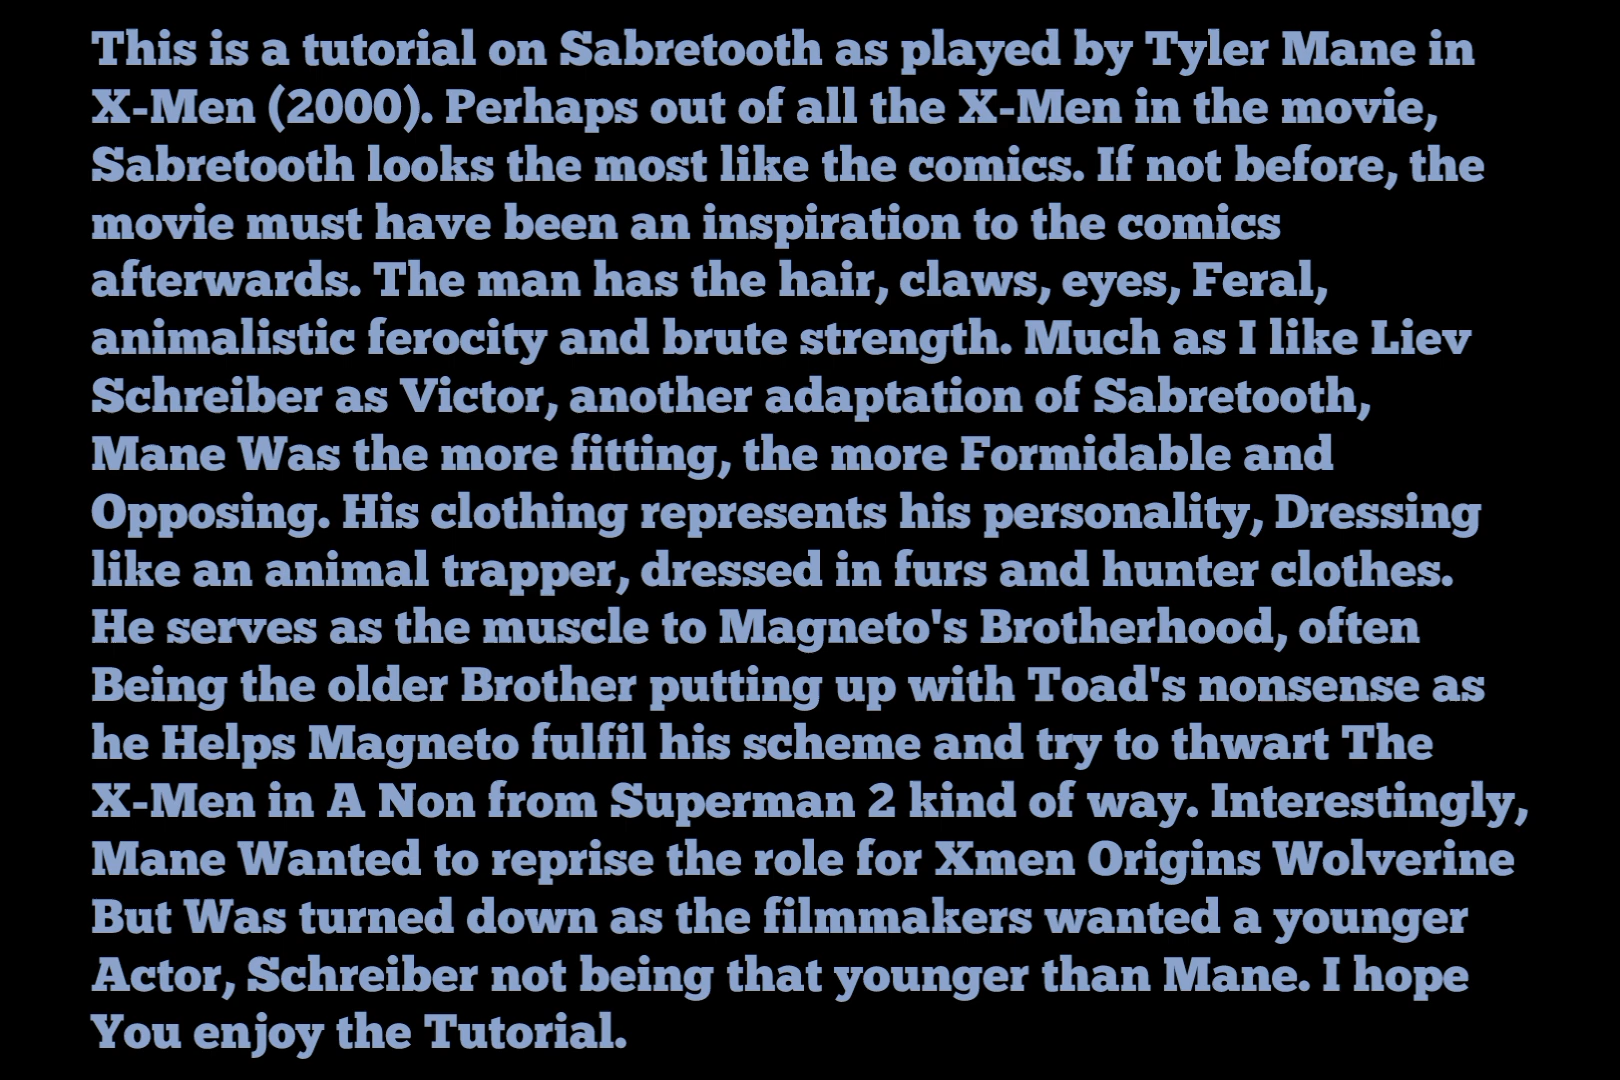 This is a tutorial on Sabretooth as played by Tyler Mane in
X-Men (2000). Perhaps out of all the X-Men in the movie,
Sabretooth looks the most like the comics. If not before, the
movie must have been an inspiration to the comics
afterwards. The man has the hair, claws, eyes, Feral,
animalistic ferocity and brute strength. Much as I like Liev
Schreiber as Victor, another adaptation of Sabretooth,
Mane Was the more fitting, the more Formidable and
Opposing. His clothing represents his personality, Dressing
like an animal trapper, dressed in furs and hunter clothes.
He serves as the muscle to Magneto's Brotherhood, often
Being the older Brother putting up with Toad's nonsense as
he Helps Magneto fulfil his scheme and try to thwart The
X-Men in A Non from Superman 2 kind of way. Interestingly,
Mane Wanted to reprise the role for Xmen Origins Wolverine
But Was turned down as the filmmakers wanted a younger
Actor, Schreiber not being that younger than Mane. I hope
You enjoy the Tutorial.